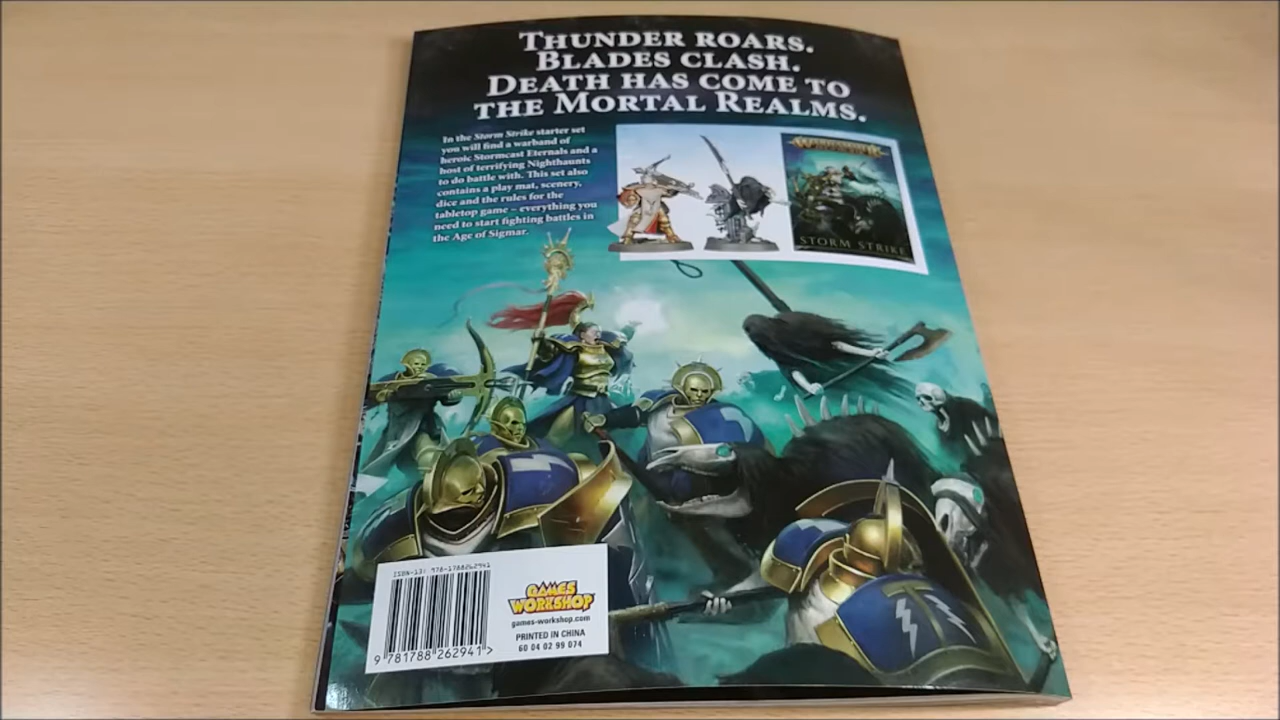 THUNDER ROARS.
BLADES CLASH.
DEATH HAS COME TO
THE MORTAL REALMS.
In the Storm Strike starter set
you will find a warband of
heroic Stormcast Eternals and a
host of terrifying Nighthaunts
to do battle with. This set also
contains a play mat, scenery,
dice and the rules for the
tabletop game – everything you
need to start fighting battles in
the Age of Sigmar.
WARHAMMER
STORM STRIKE
ISBN-13: 978-1788262941
9 781788 262941 >
GAMES
WORKSHOP
games-workshop.com
PRINTED IN CHINA
60 04 02 99 074